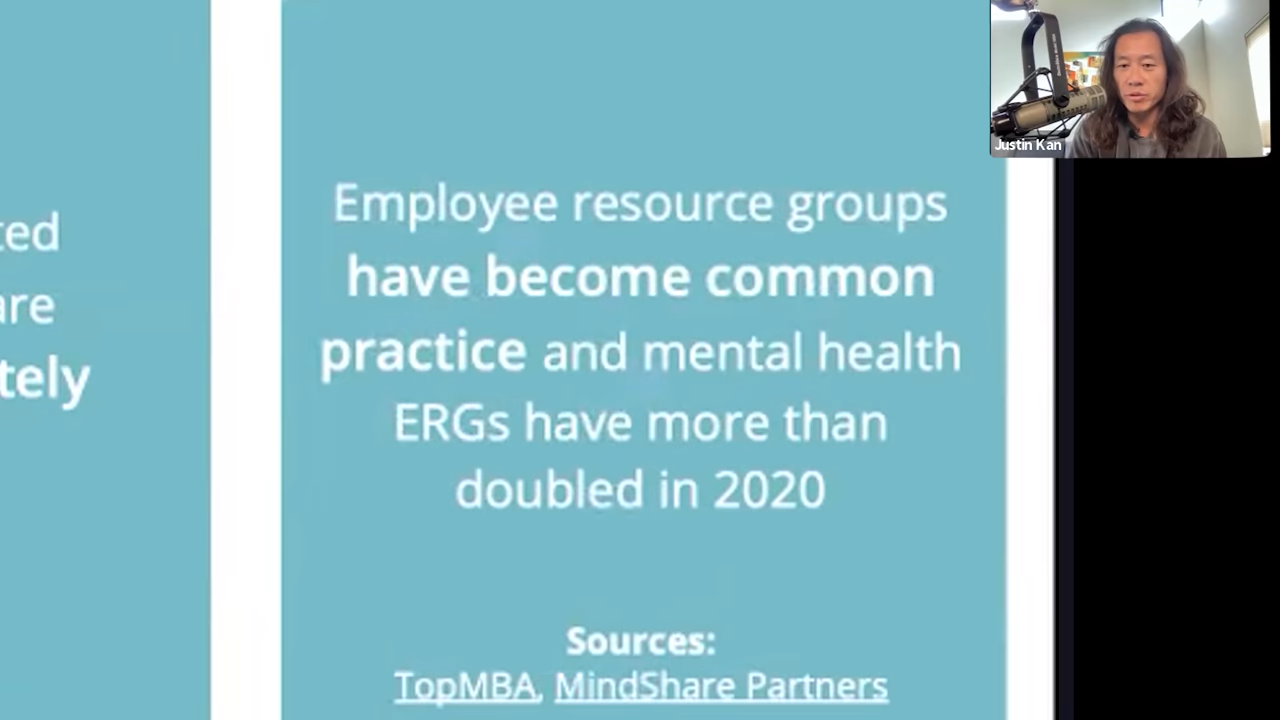 ted
are
tely
Employee resource groups
have become common
practice and mental health
ERGs have more than
doubled in 2020
Sources:
TopMBA, MindShare Partners
Justin Kan